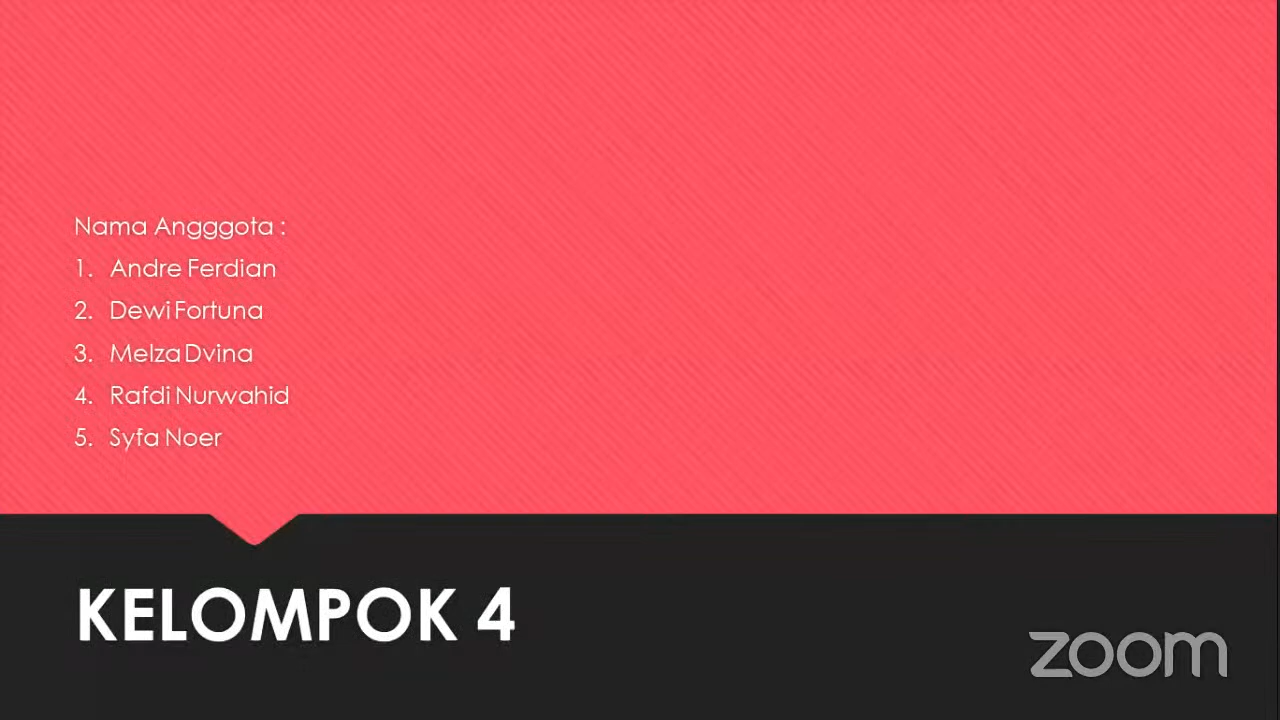 Nama Angggota :
1. Andre Ferdian
2. Dewi Fortuna
3. Melza Dvina
4. Rafdi Nurwahid
5. Syfa Noer
KELOMPOK 4
zoom